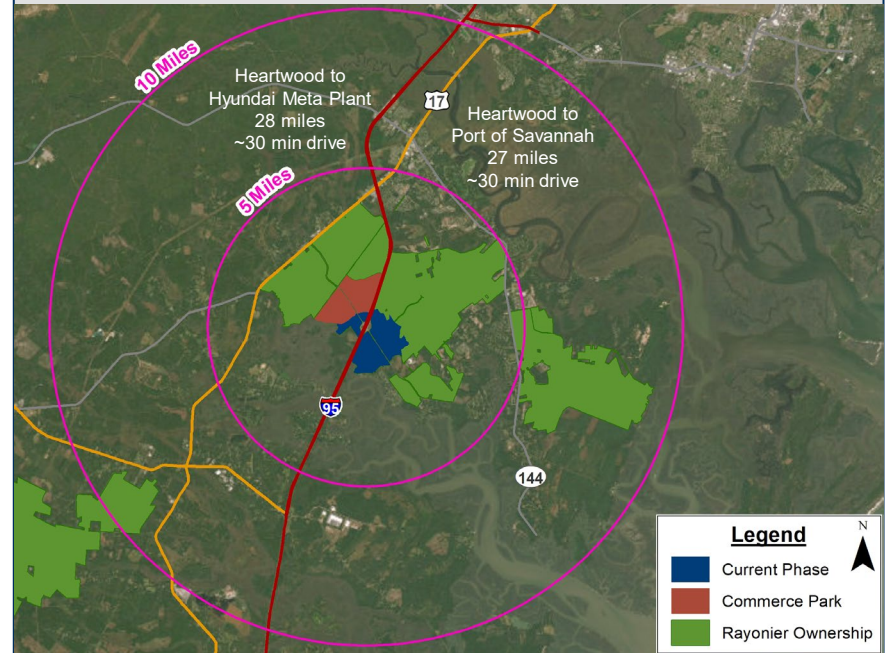 10 Miles
Heartwood to
Hyundai Meta Plant
28 miles
~30 min drive
17
Heartwood to
Port of Savannah
27 miles
~30 min drive
5 Miles
95
144
Legend
N
Current Phase
Commerce Park
Rayonier Ownership